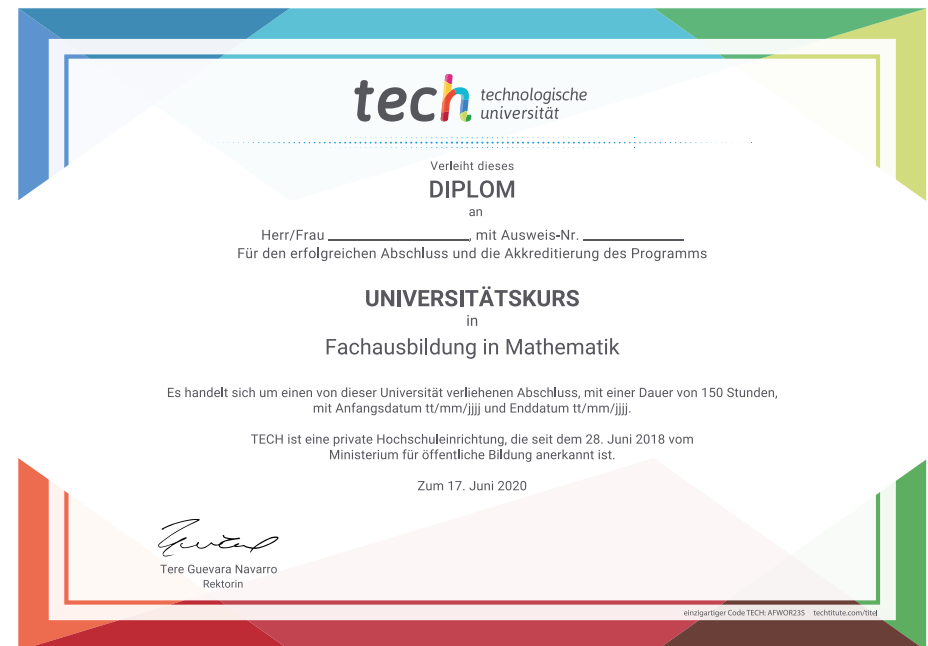 tech technologische
universität
Verleiht dieses
DIPLOM
an
Herr/Frau ____________, mit Ausweis-Nr. ____________
Für den erfolgreichen Abschluss und die Akkreditierung des Programms
UNIVERSITÄTSKURS
in
Fachausbildung in Mathematik
Es handelt sich um einen von dieser Universität verliehenen Abschluss, mit einer Dauer von 150 Stunden,
mit Anfangsdatum tt/mm/jjjj und Enddatum tt/mm/jjjj.
TECH ist eine private Hochschuleinrichtung, die seit dem 28. Juni 2018 vom
Ministerium für öffentliche Bildung anerkannt ist.
Zum 17. Juni 2020
Tere Guevara Navarro
Rektorin
einzigartiger Code TECH: AFWOR23S techtitute.com/titel